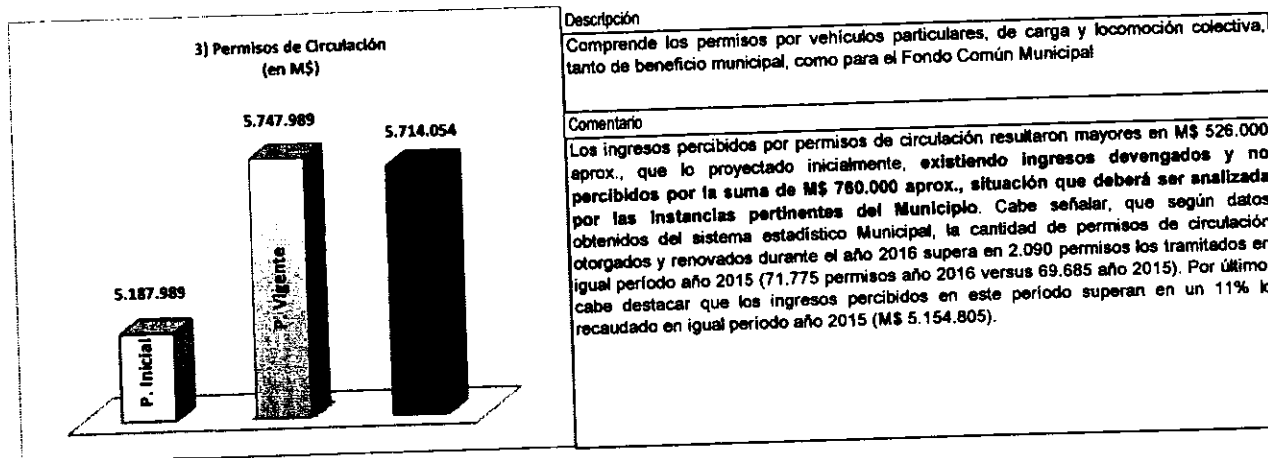 3) Permisos de Circulación
(en M$)
5.187.989
5.747.989
5.714.054
P. Inicial
P. Vigente
Descripción
Comprende los permisos por vehículos particulares, de carga y locomoción colectiva,
tanto de beneficio municipal, como para el Fondo Común Municipal
Comentario
Los ingresos percibidos por permisos de circulación resultaron mayores en M$ 526.000
aprox., que lo proyectado inicialmente, existiendo ingresos devengados y no
percibidos por la suma de M$ 760.000 aprox., situación que deberá ser analizada
por las Instancias pertinentes del Municipio. Cabe señalar, que según datos
obtenidos del sistema estadístico Municipal, la cantidad de permisos de circulación
otorgados y renovados durante el año 2016 supera en 2.090 permisos los tramitados en
igual período año 2015 (71.775 permisos año 2016 versus 69.685 año 2015). Por último
cabe destacar que los ingresos percibidos en este período superan en un 11%
recaudado en igual período año 2015 (M$ 5.154.805).